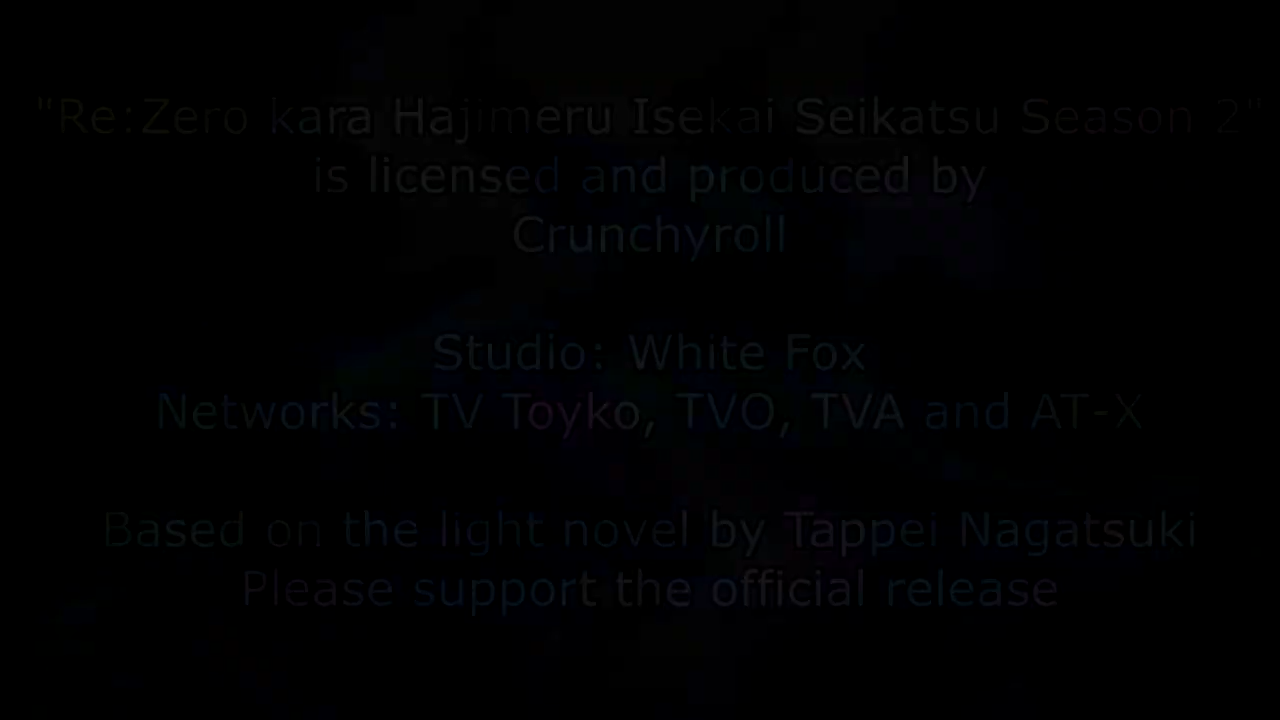 "Re:Zero kara Hajimeru Isekai Seikatsu Season 2"
is licensed and produced by
Crunchyroll
Studio: White Fox
Networks: TV Toyko, TVO, TVA and AT-X
Based on the light novel by Tappei Nagatsuki
Please support the official release